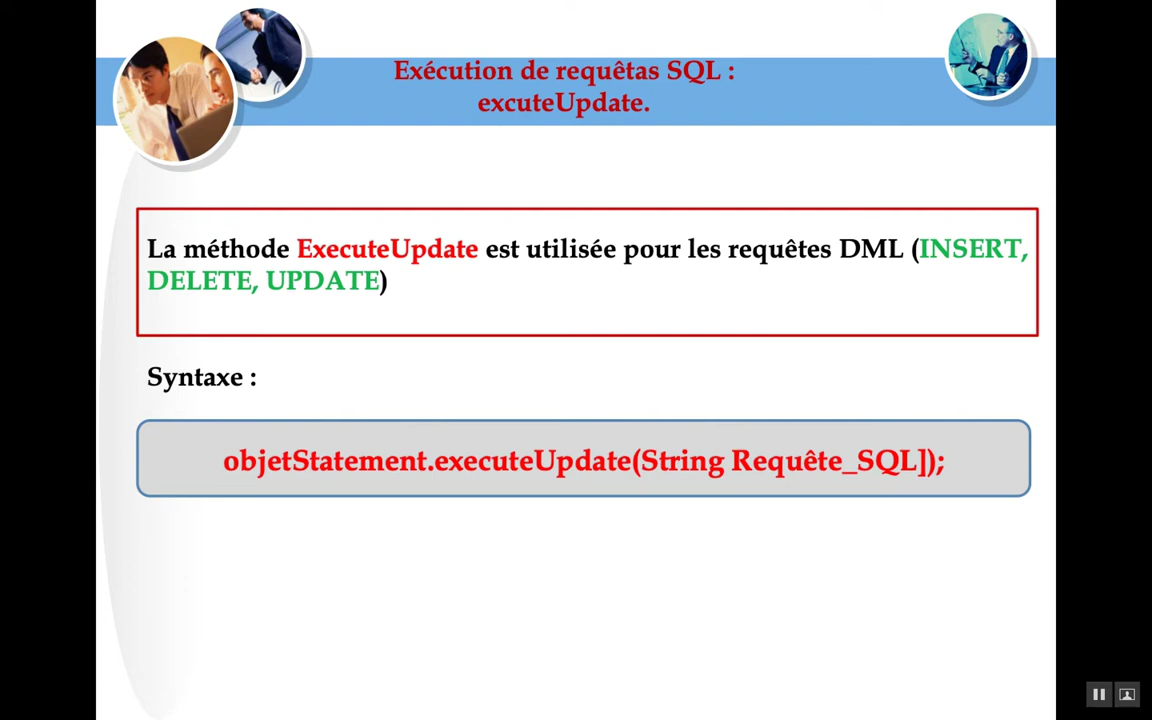 Exécution de requêtas SQL :
excuteUpdate.
La méthode ExecuteUpdate est utilisée pour les requêtes DML (INSERT,
DELETE, UPDATE)
Syntaxe :
objetStatement.executeUpdate(String Requête_SQL]);